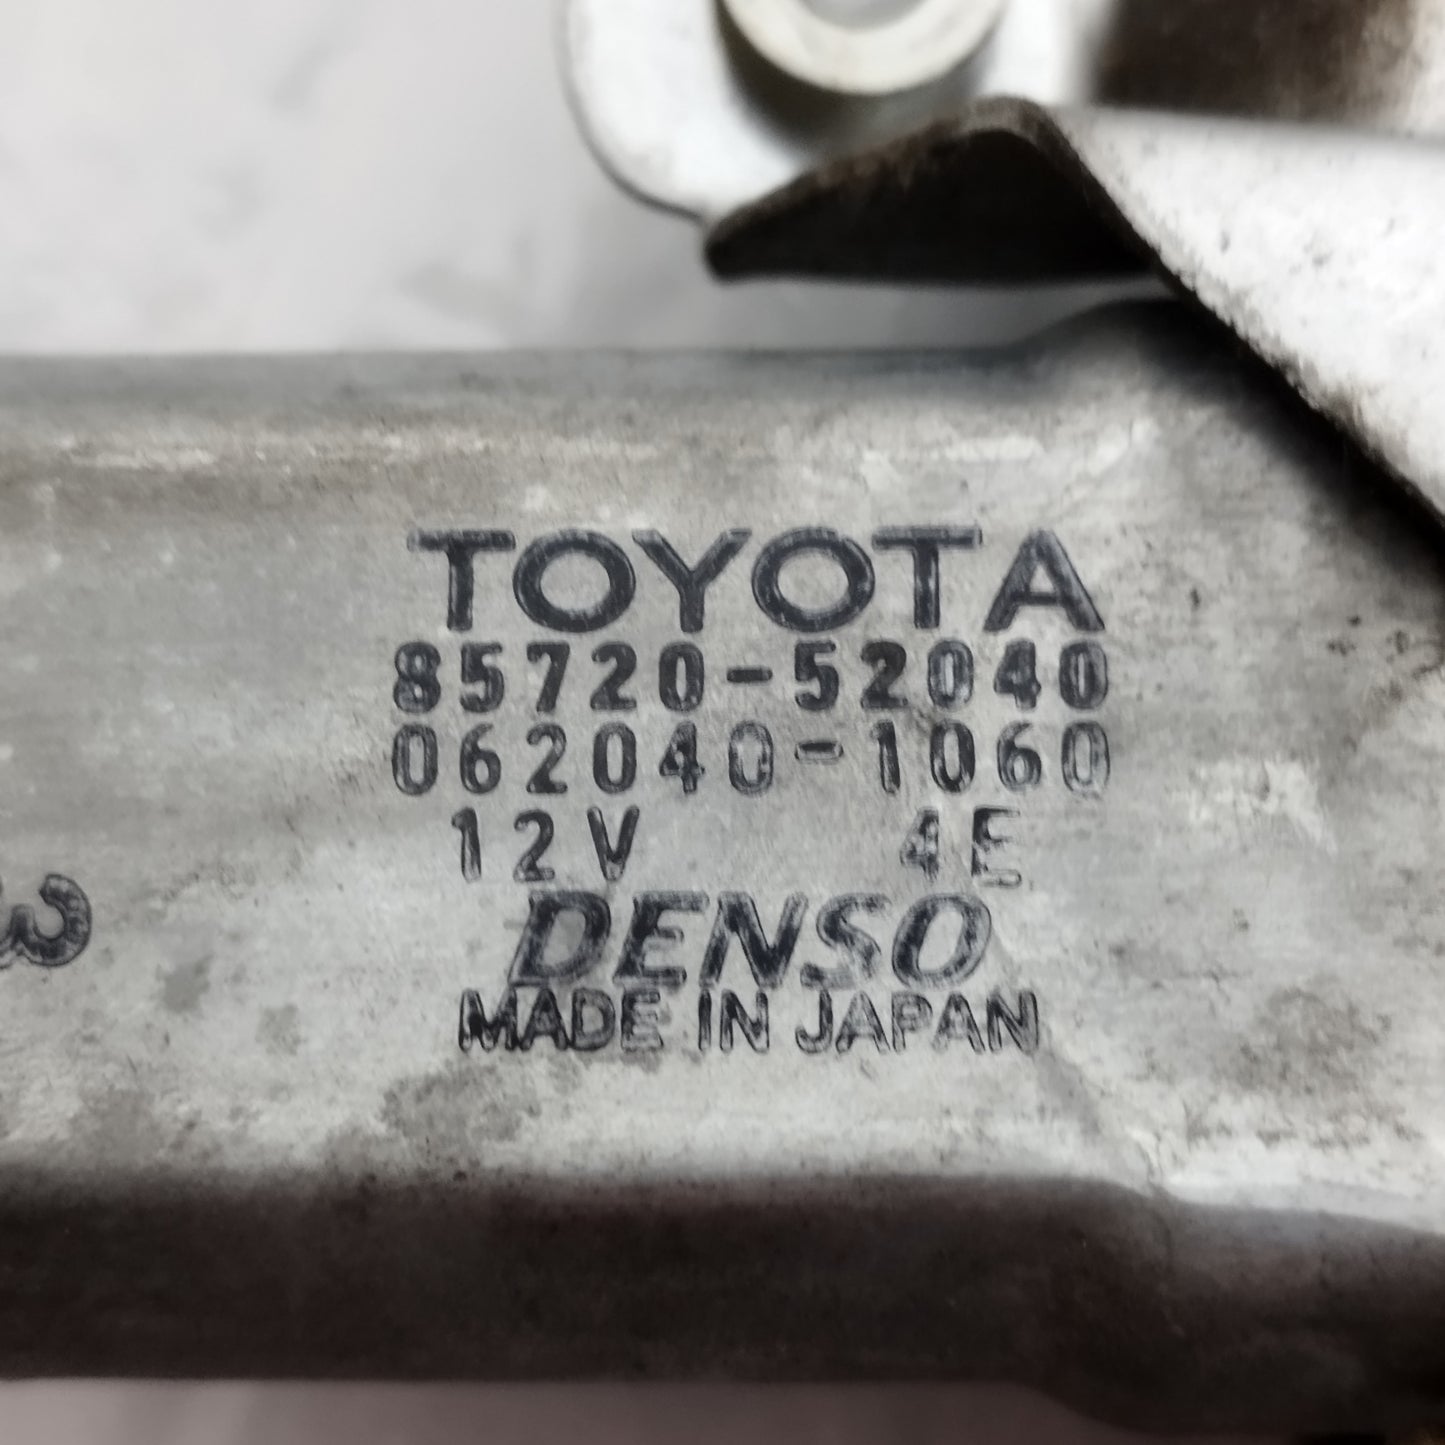 TOYOTA
85720-52040
062040-1060
12V 4E
DENSO
MADE IN JAPAN